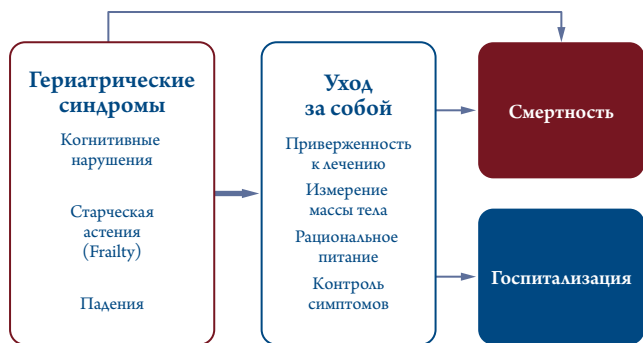 Гериатрические
синдромы
Когнитивные
нарушения
Старческая
астения
(Frailty)
Падения
Уход
за собой
Приверженность
к лечению
Измерение
массы тела
Рациональное
питание
Контроль
симптомов
Смертность
Госпитализация